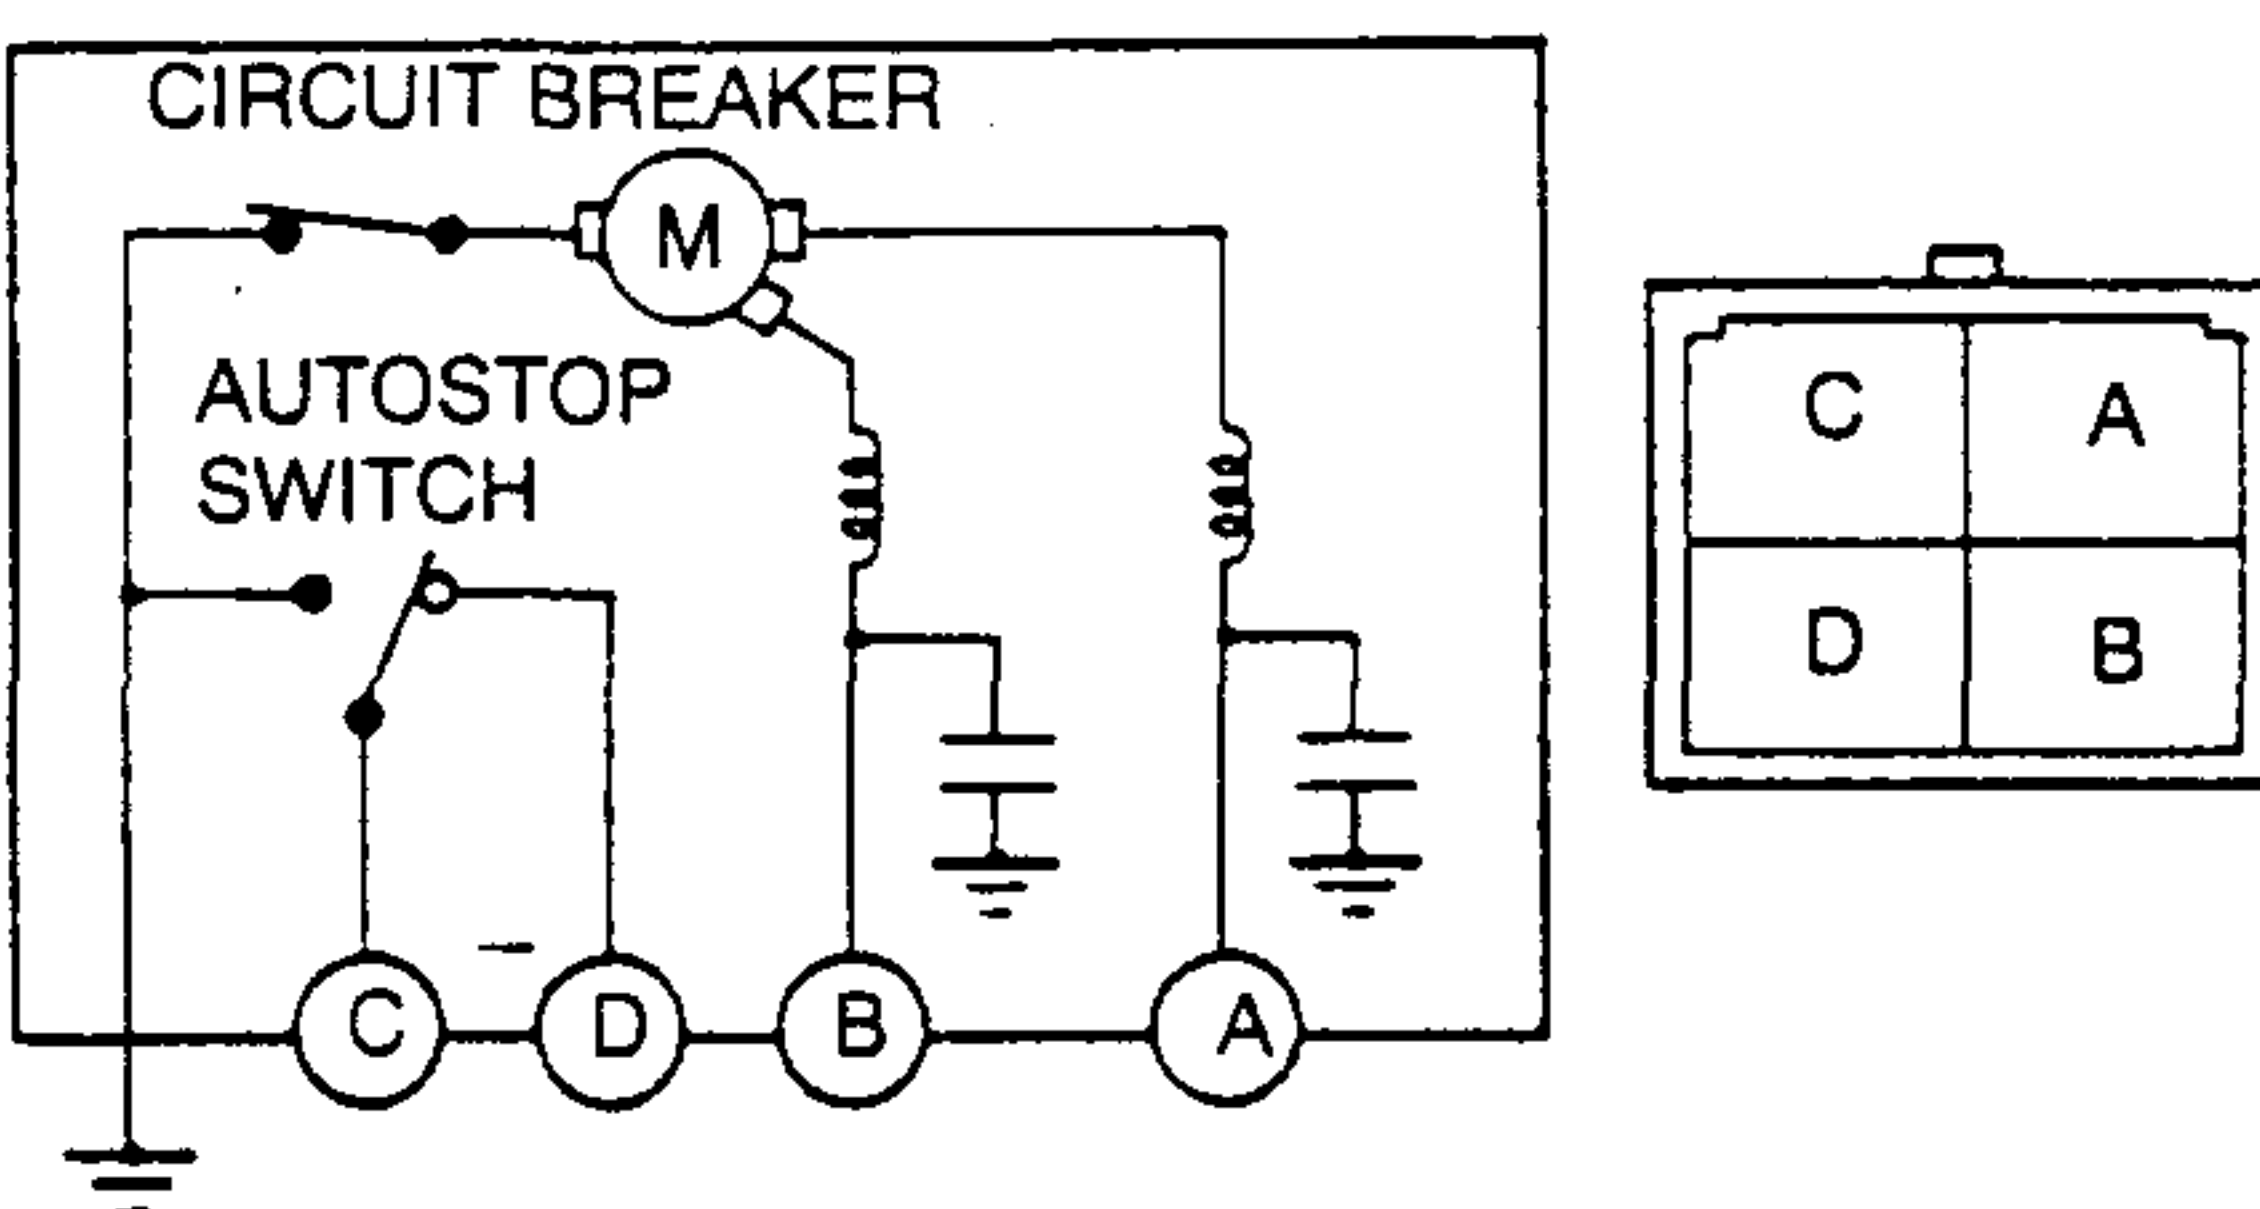 CIRCUIT BREAKER
M
AUTOSTOP
SWITCH
C D B A
C A
D B